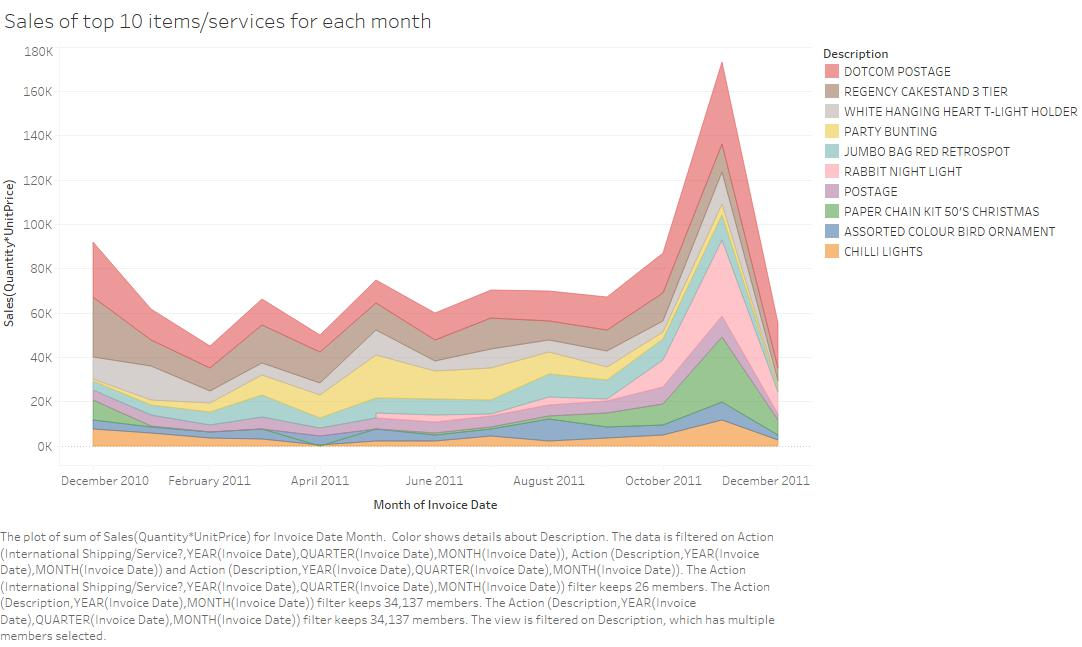 Sales of top 10 items/services for each month
180K
160K
140K
120K
100K
80K
60K
40K
20K
0K
Sales(Quantity*UnitPrice)
December 2010
February 2011
April 2011
June 2011
August 2011
October 2011
December 2011
Month of Invoice Date
Description
DOTCOM POSTAGE
REGENCY CAKESTAND 3 TIER
WHITE HANGING HEART T-LIGHT HOLDER
PARTY BUNTING
JUMBO BAG RED RETROSPOT
RABBIT NIGHT LIGHT
POSTAGE
PAPER CHAIN KIT 50'S CHRISTMAS
ASSORTED COLOUR BIRD ORNAMENT
CHILLI LIGHTS
The plot of sum of Sales(Quantity*UnitPrice) for Invoice Date Month.  Color shows details about Description. The data is filtered on Action
(International Shipping/Service?,YEAR(Invoice Date),QUARTER(Invoice Date),MONTH(Invoice Date)), Action (Description,YEAR(Invoice
Date),MONTH(Invoice Date)) and Action (Description,YEAR(Invoice Date),QUARTER(Invoice Date),MONTH(Invoice Date)). The Action
(International Shipping/Service?,YEAR(Invoice Date),QUARTER(Invoice Date),MONTH(Invoice Date)) filter keeps 26 members. The Action
(Description,YEAR(Invoice Date),MONTH(Invoice Date)) filter keeps 34,137 members. The Action (Description,YEAR(Invoice
Date),QUARTER(Invoice Date),MONTH(Invoice Date)) filter keeps 34,137 members. The view is filtered on Description, which has multiple
members selected.